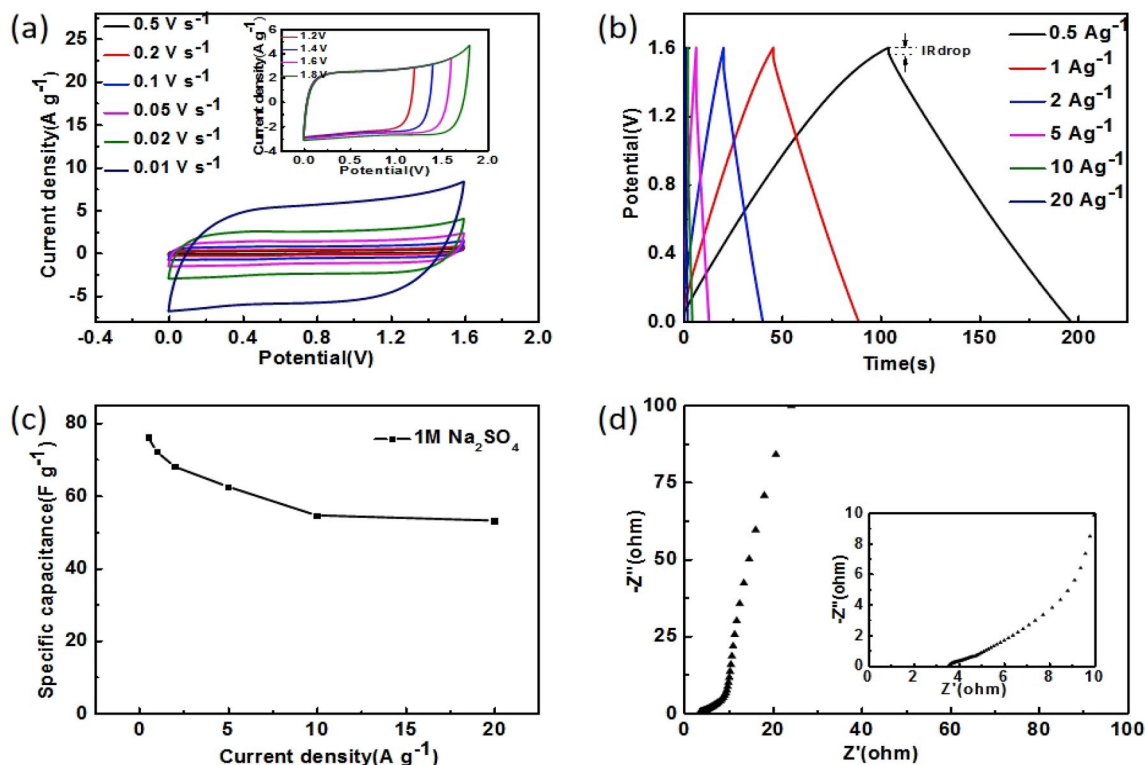 (a)
0.5 V s⁻¹
0.2 V s⁻¹
0.1 V s⁻¹
0.05 V s⁻¹
0.02 V s⁻¹
0.01 V s⁻¹
Current density(A g⁻¹)
25
20
15
10
5
0
-5
-0.4 0.0 0.4 0.8 1.2 1.6 2.0
Potential(V)
Current density(A g⁻¹)
6
4
2
0
-2
-4
1.2V
1.4V
1.6V
1.8V
0.0 0.5 1.0 1.5 2.0
Potential(V)
(b)
Potential(V)
1.6
1.2
0.8
0.4
0.0
0 50 100 150 200
Time(s)
IR drop
0.5 Ag⁻¹
1 Ag⁻¹
2 Ag⁻¹
5 Ag⁻¹
10 Ag⁻¹
20 Ag⁻¹
(c)
Specific capacitance(F g⁻¹)
80
60
40
20
0
0 5 10 15 20
Current density(A g⁻¹)
1M Na₂SO₄
(d)
-Z''(ohm)
100
75
50
25
0
0 20 40 60 80 100
Z'(ohm)
-Z''(ohm)
10
8
6
4
2
0
4 6 8 10
Z'(ohm)